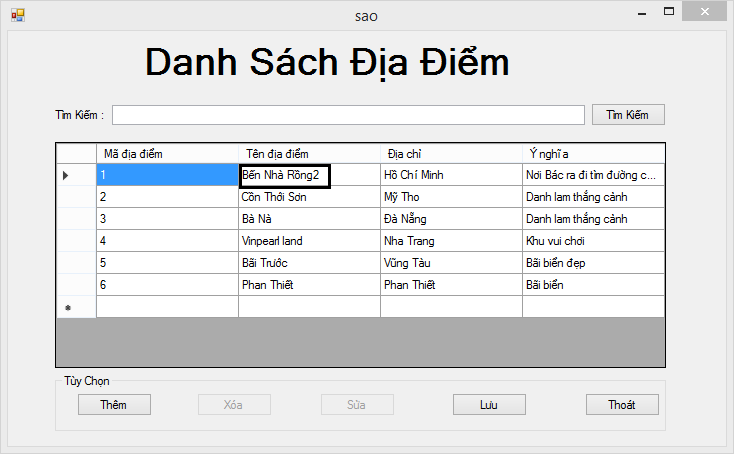 sao
Danh Sách Địa Điểm
Tìm Kiếm : Tìm Kiếm
Mã địa điểm Tên địa điểm Địa chỉ Ý nghĩa
1 Bến Nhà Rồng2 Hồ Chí Minh Nơi Bác ra đi tìm đường c...
2 Cồn Thới Sơn Mỹ Tho Danh lam thắng cảnh
3 Bà Nà Đà Nẵng Danh lam thắng cảnh
4 Vinpearl land Nha Trang Khu vui chơi
5 Bãi Trước Vũng Tàu Bãi biển đẹp
6 Phan Thiết Phan Thiết Bãi biển
Tùy Chọn
Thêm Xóa Sửa Lưu Thoát